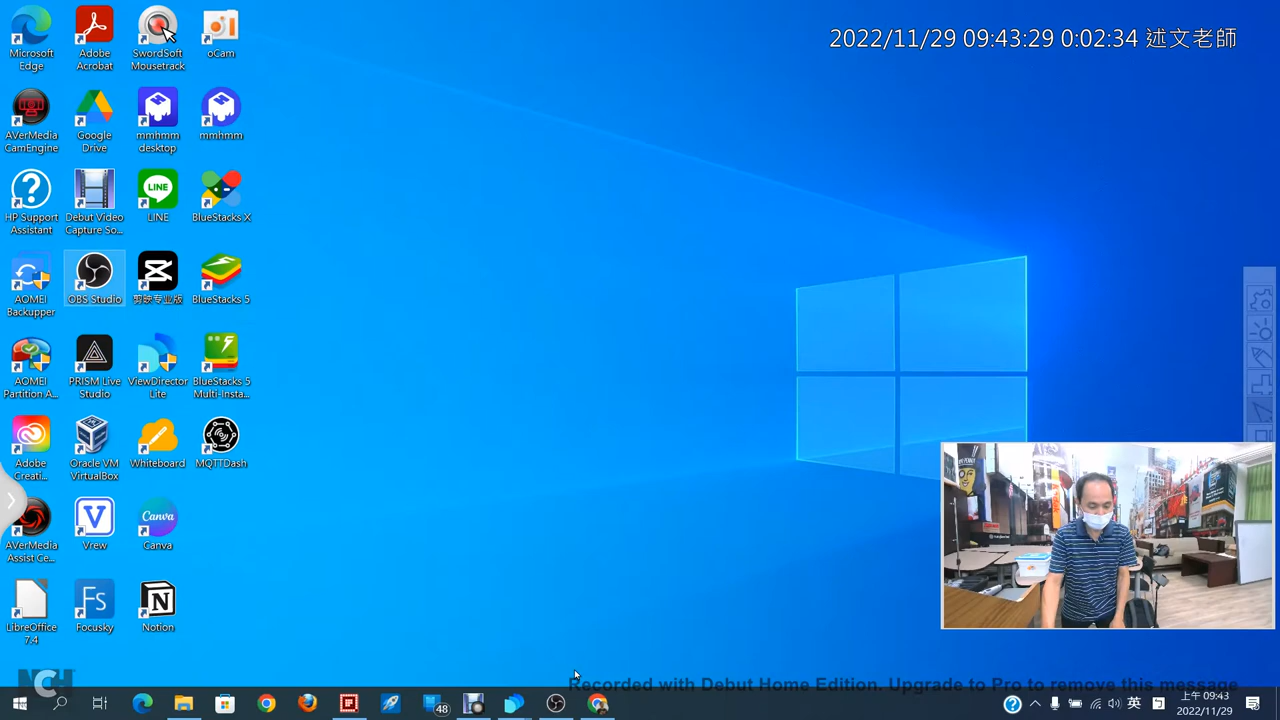 2022/11/29 09:43:29 0:02:34 述文老師
Microsoft Edge
Adobe Acrobat
SwordSoft Mousetrack
oCam
AVerMedia CamEngine
Google Drive
mmhmm desktop
mmhmm
HP Support Assistant
Debut Video Capture So...
LINE
BlueStacks X
AOMEI Backupper
OBS Studio
剪映专业版
BlueStacks 5
AOMEI Partition A...
PRISM Live Studio
ViewDirector Lite
BlueStacks 5 Multi-Insta...
Adobe Creati...
Oracle VM VirtualBox
Whiteboard
MQTTDash
AVerMedia Assist Ce...
Vrew
Canva
LibreOffice 7.4
Focusky
Notion
NCH
Recorded with Debut Home Edition. Upgrade to Pro to remove this message
48
英
上午 09:43
2022/11/29